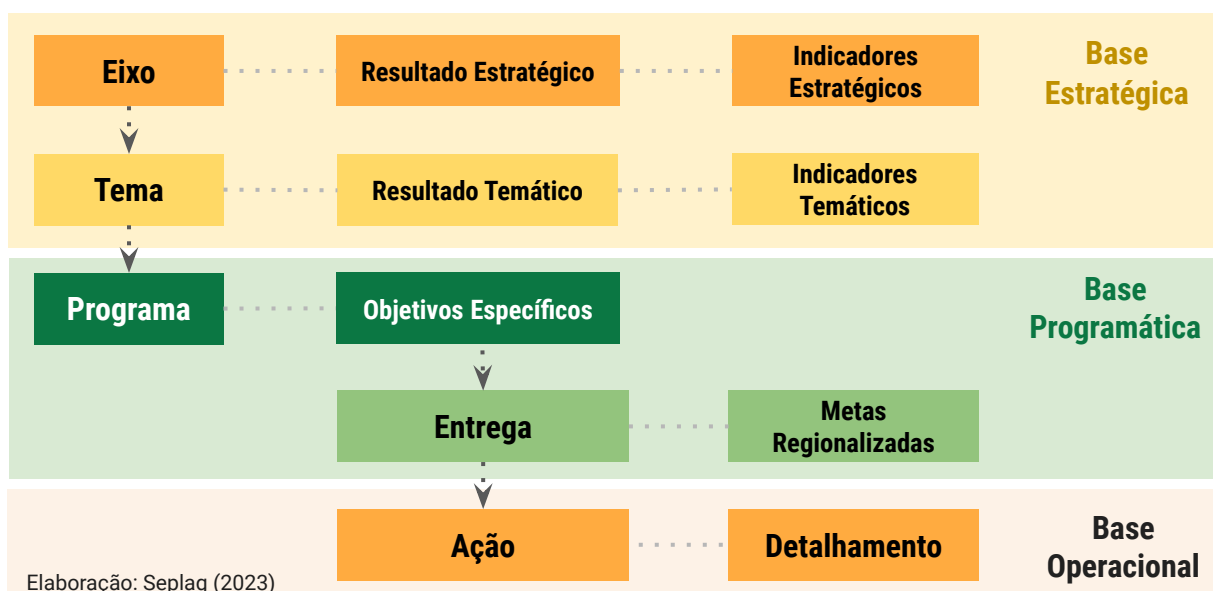 Eixo
Resultado Estratégico
Indicadores
Estratégicos
Base
Estratégica
Tema
Resultado Temático
Indicadores
Temáticos
Programa
Objetivos Específicos
Base
Programática
Entrega
Metas
Regionalizadas
Ação
Detalhamento
Base
Operacional
Elaboração: Seplag (2023)